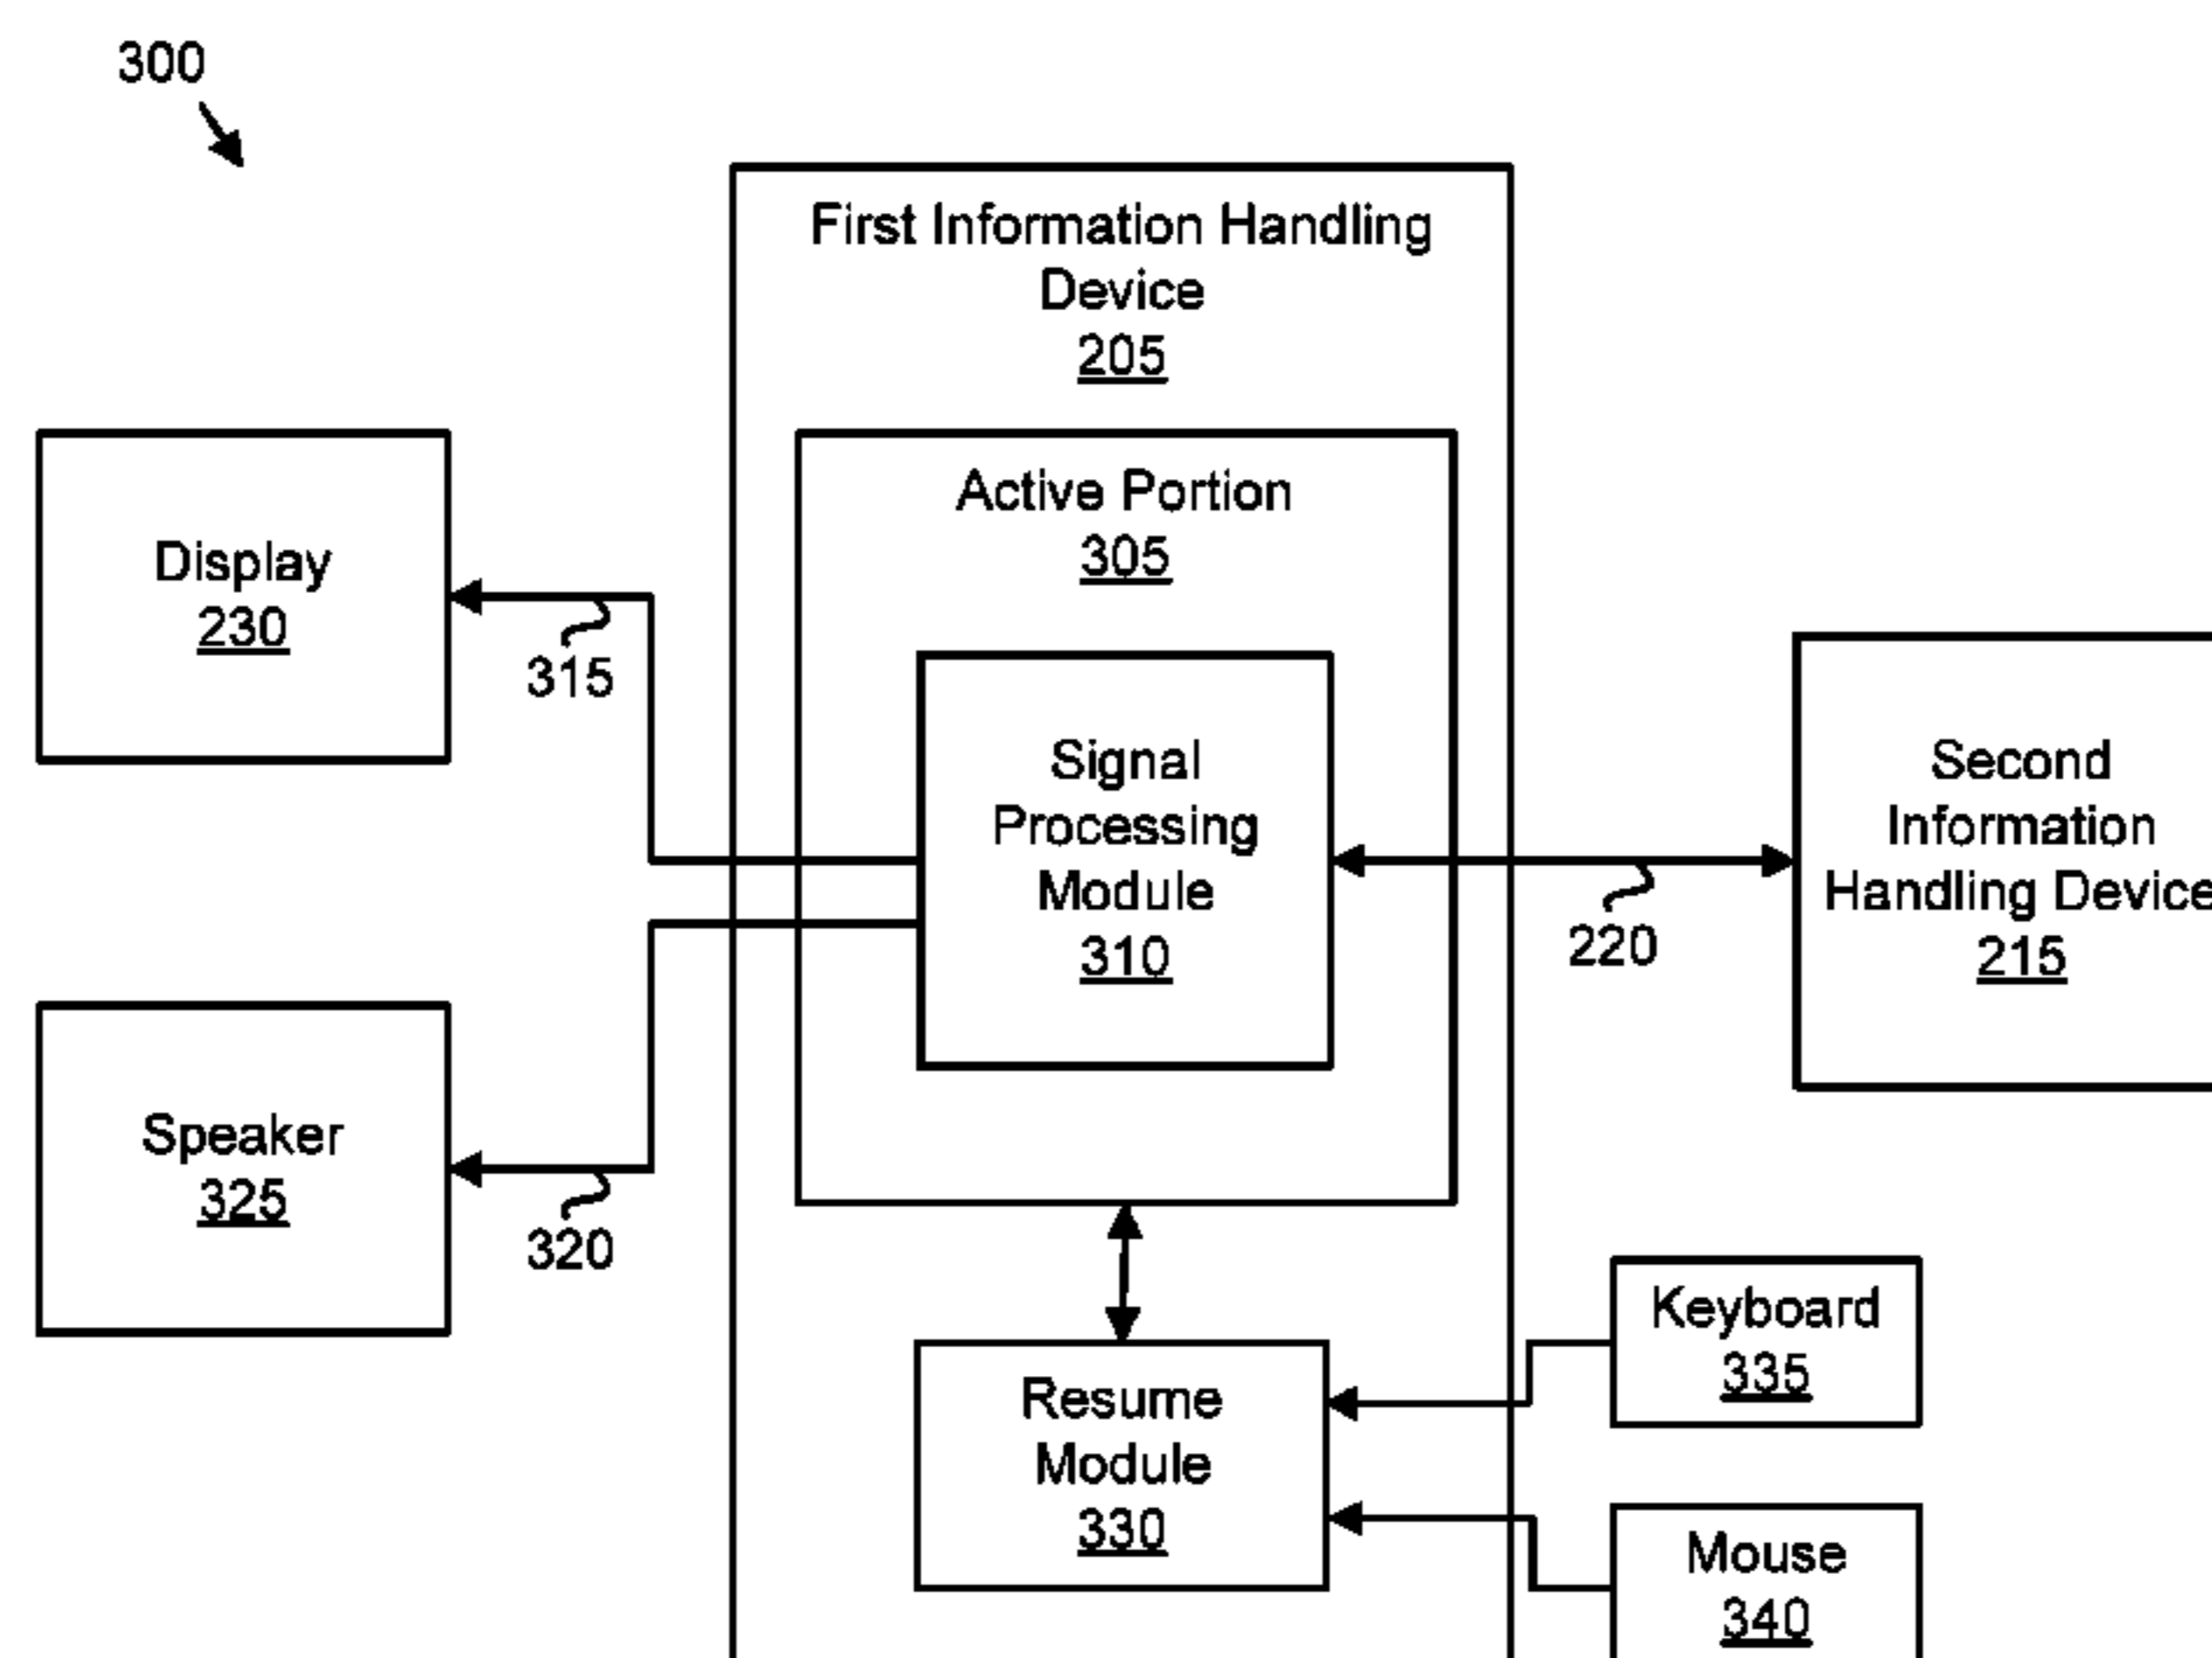 300
First Information Handling
Device
205
Active Portion
305
Display
230
315
Signal
Processing
Module
310
Second
Information
Handling Device
215
220
Speaker
325
320
Resume
Module
330
Keyboard
335
Mouse
340